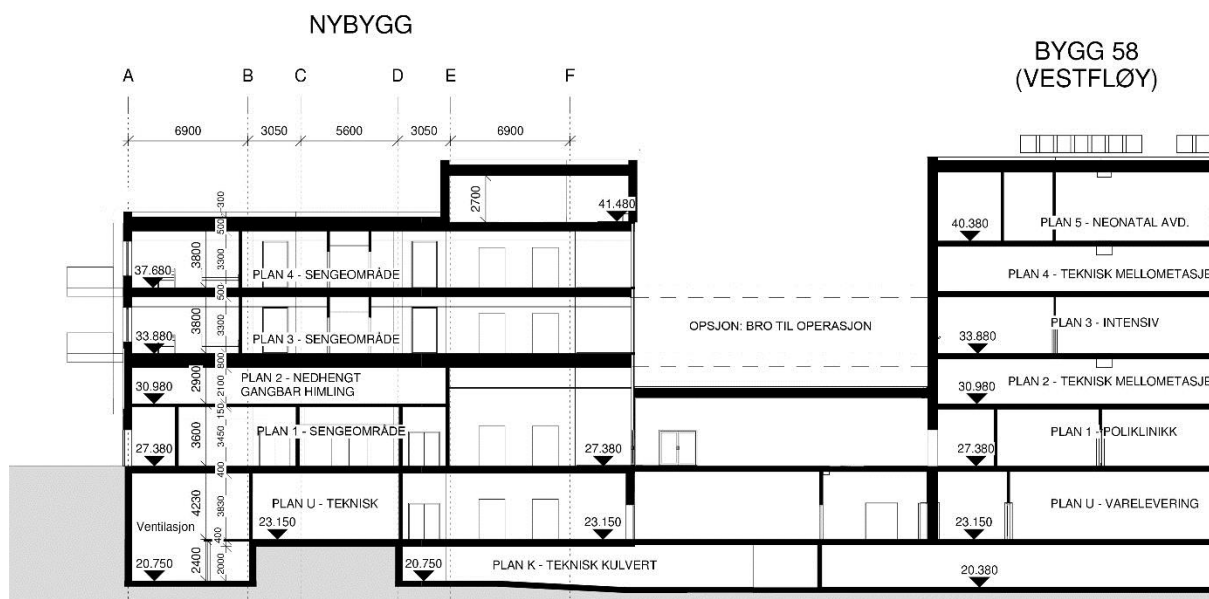 NYBYGG
BYGG 58
(VESTFLØY)
A B C D E F
6900 3050 5600 3050 6900
2700
41.480
300
500
3800
3300
37.680
PLAN 4 - SENGEOMRÅDE
500
3800
3300
33.880
PLAN 3 - SENGEOMRÅDE
800
2900
2100
30.980
PLAN 2 - NEDHENGT
GANGBAR HIMLING
150
3600
3450
27.380
PLAN 1 - SENGEOMRÅDE
27.380
400
4230
3830
PLAN U - TEKNISK
23.150
23.150
Ventilasjon
400
2400
2000
20.750
20.750
PLAN K - TEKNISK KULVERT
20.380
OPSJON: BRO TIL OPERASJON
40.380
PLAN 5 - NEONATAL AVD.
PLAN 4 - TEKNISK MELLOMETASJE
PLAN 3 - INTENSIV
33.880
PLAN 2 - TEKNISK MELLOMETASJE
30.980
PLAN 1 - POLIKLINIKK
27.380
PLAN U - VARELEVERING
23.150